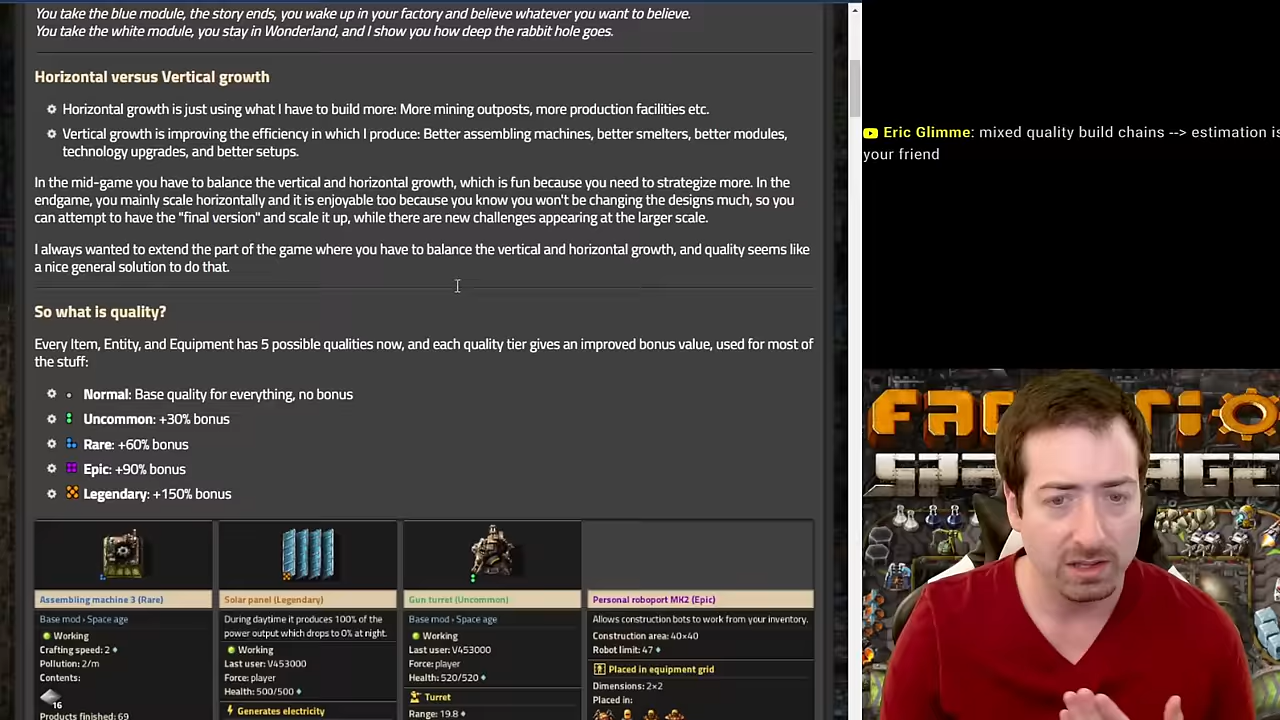 You take the blue module, the story ends, you wake up in your factory and believe whatever you want to believe.
You take the white module, you stay in Wonderland, and I show you how deep the rabbit hole goes.
Horizontal versus Vertical growth
Horizontal growth is just using what I have to build more: More mining outposts, more production facilities etc.
Vertical growth is improving the efficiency in which I produce: Better assembling machines, better smelters, better modules,
technology upgrades, and better setups.
In the mid-game you have to balance the vertical and horizontal growth, which is fun because you need to strategize more. In the
endgame, you mainly scale horizontally and it is enjoyable too because you know you won't be changing the designs much, so you
can attempt to have the "final version" and scale it up, while there are new challenges appearing at the larger scale.
I always wanted to extend the part of the game where you have to balance the vertical and horizontal growth, and quality seems like
a nice general solution to do that.
So what is quality?
Every Item, Entity, and Equipment has 5 possible qualities now, and each quality tier gives an improved bonus value, used for most of
the stuff:
Normal: Base quality for everything, no bonus
Uncommon: +30% bonus
Rare: +60% bonus
Epic: +90% bonus
Legendary: +150% bonus
Assembling machine 3 (Rare)
Base mod › Space age
Working
Crafting speed: 2
Pollution: 2/m
Contents:
16
Products finished: 69
Solar panel (Legendary)
During daytime it produces 100% of the
power output which drops to 0% at night.
Working
Last user: V453000
Force: player
Health: 500/500
Generates electricity
Gun turret (Uncommon)
Base mod › Space age
Working
Last user: V453000
Force: player
Health: 520/520
Turret
Range: 19.8
Personal roboport MK2 (Epic)
Allows construction bots to work from your inventory.
Construction area: 40×40
Robot limit: 47
Placed in equipment grid
Dimensions: 2×2
Placed in:
Eric Glimme: mixed quality build chains --> estimation is
your friend